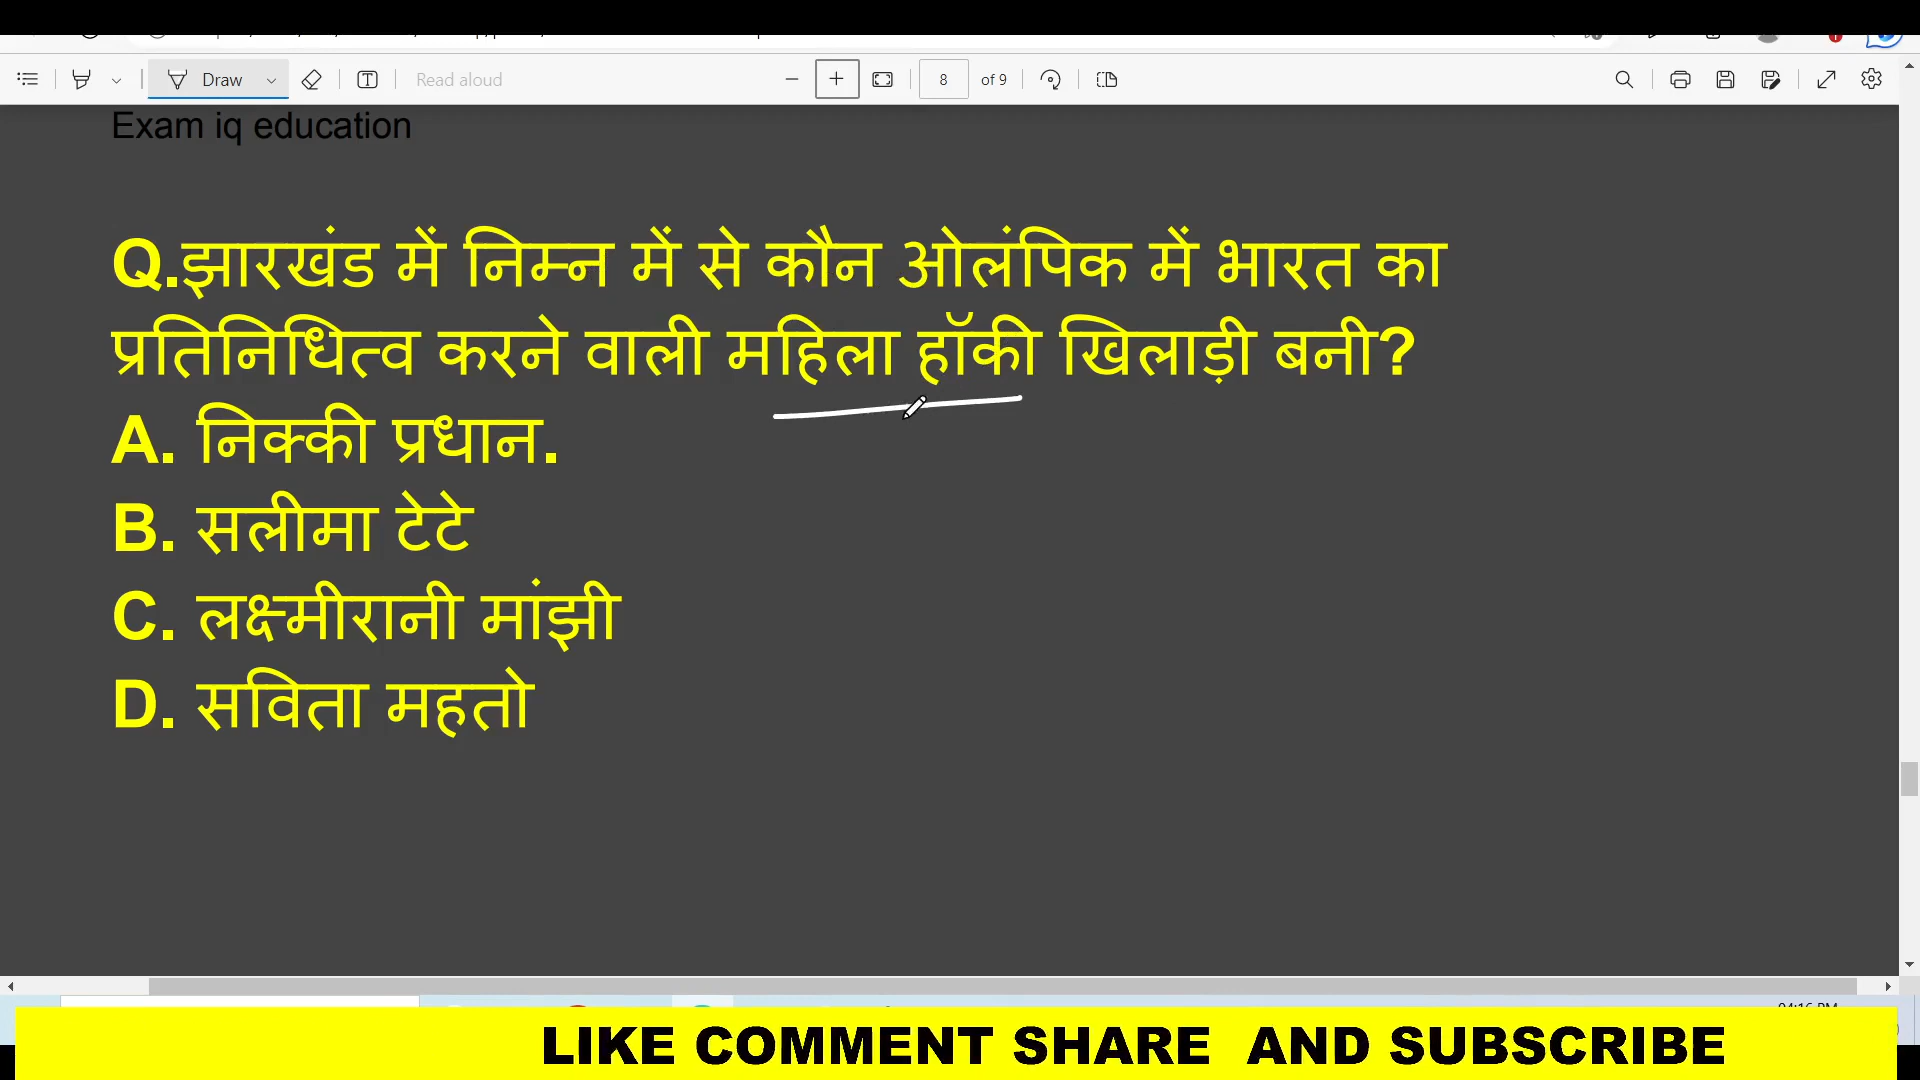 Draw
Read aloud
8
of 9
Exam iq education
Q.झारखंड में निम्न में से कौन ओलंपिक में भारत का
प्रतिनिधित्व करने वाली महिला हॉकी खिलाड़ी बनी?
A. निक्की प्रधान.
B. सलीमा टेटे
C. लक्ष्मीरानी मांझी
D. सविता महतो
LIKE COMMENT SHARE AND SUBSCRIBE